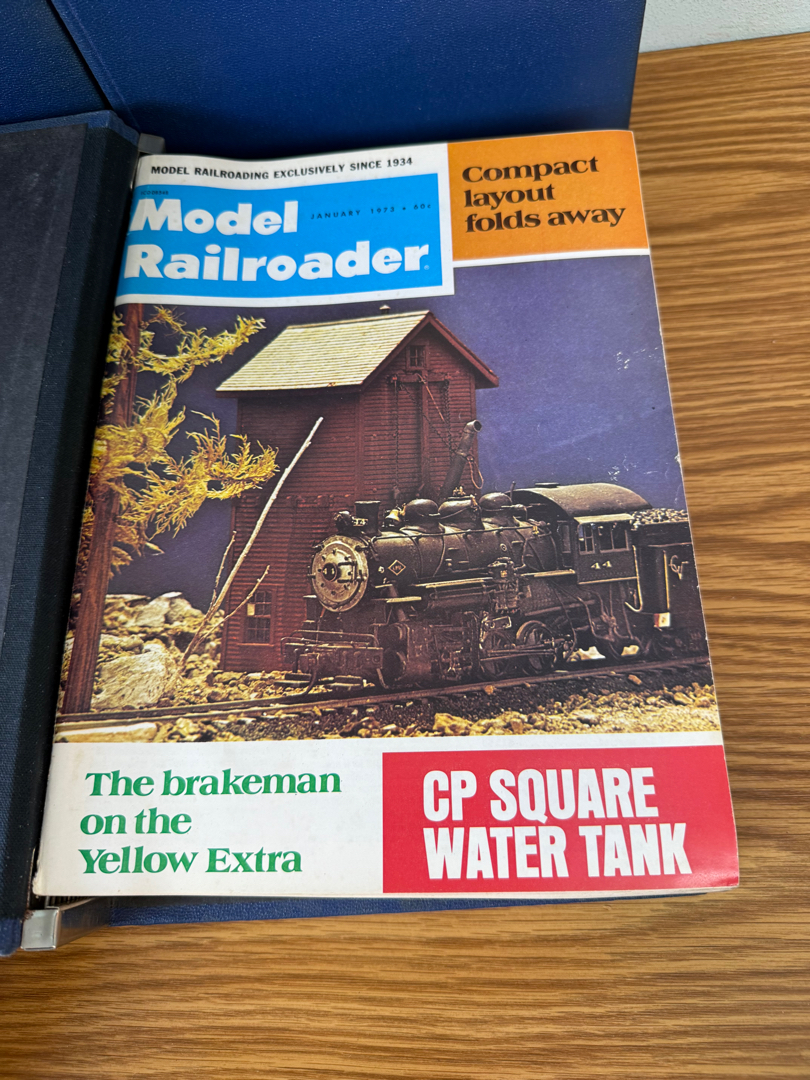 MODEL RAILROADING EXCLUSIVELY SINCE 1934
Model
Railroader
JANUARY 1973 • 60¢
Compact
layout
folds away
44
The brakeman
on the
Yellow Extra
CP SQUARE
WATER TANK